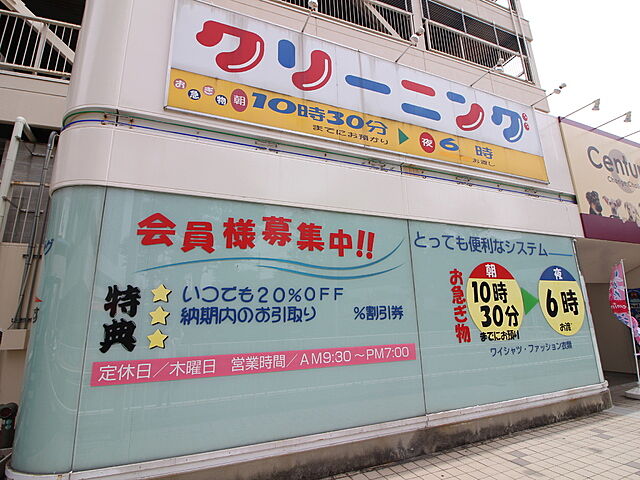 クリーニング
お急ぎ物 朝10時30分までにお預かり ▶ 夜6時お渡し
会員様募集中!!
特典
★ いつでも20%OFF
★ 納期内のお引取り %割引券
★
定休日/木曜日 営業時間/AM9:30~PM7:00
とっても便利なシステム
お急ぎ物
朝
10時
30分
までにお預り
夜
6時
お渡
ワイシャツ・ファッション衣類
Centu